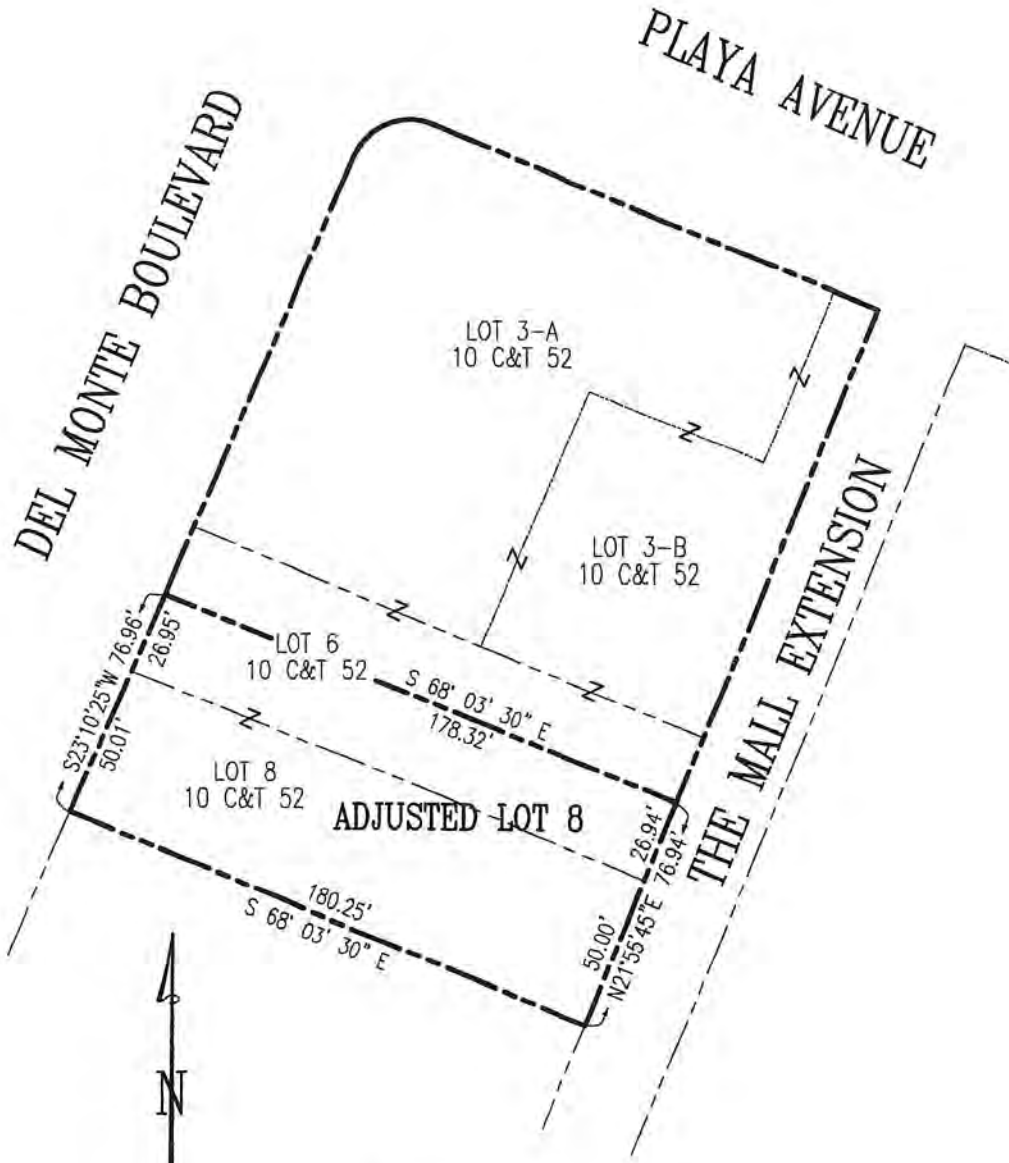 PLAYA AVENUE
DEL MONTE BOULEVARD
LOT 3-A
10 C&T 52
LOT 3-B
10 C&T 52
THE MALL EXTENSION
S23°10'25"W 76.96'
26.95'
50.01'
LOT 6
10 C&T 52
S 68° 03' 30" E
178.32'
LOT 8
10 C&T 52
ADJUSTED LOT 8
26.94'
50.00'
N21°55'45"E 76.94'
180.25'
S 68° 03' 30" E
N